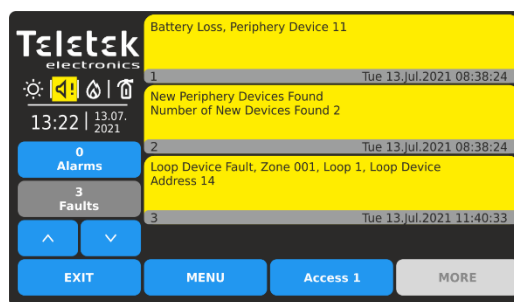 Teletek
electronics
13:22
13.07.
2021
0
Alarms
3
Faults
Battery Loss, Periphery Device 11
1 Tue 13.Jul.2021 08:38:24
New Periphery Devices Found
Number of New Devices Found 2
2 Tue 13.Jul.2021 08:38:24
Loop Device Fault, Zone 001, Loop 1, Loop Device
Address 14
3 Tue 13.Jul.2021 11:40:33
EXIT MENU Access 1 MORE